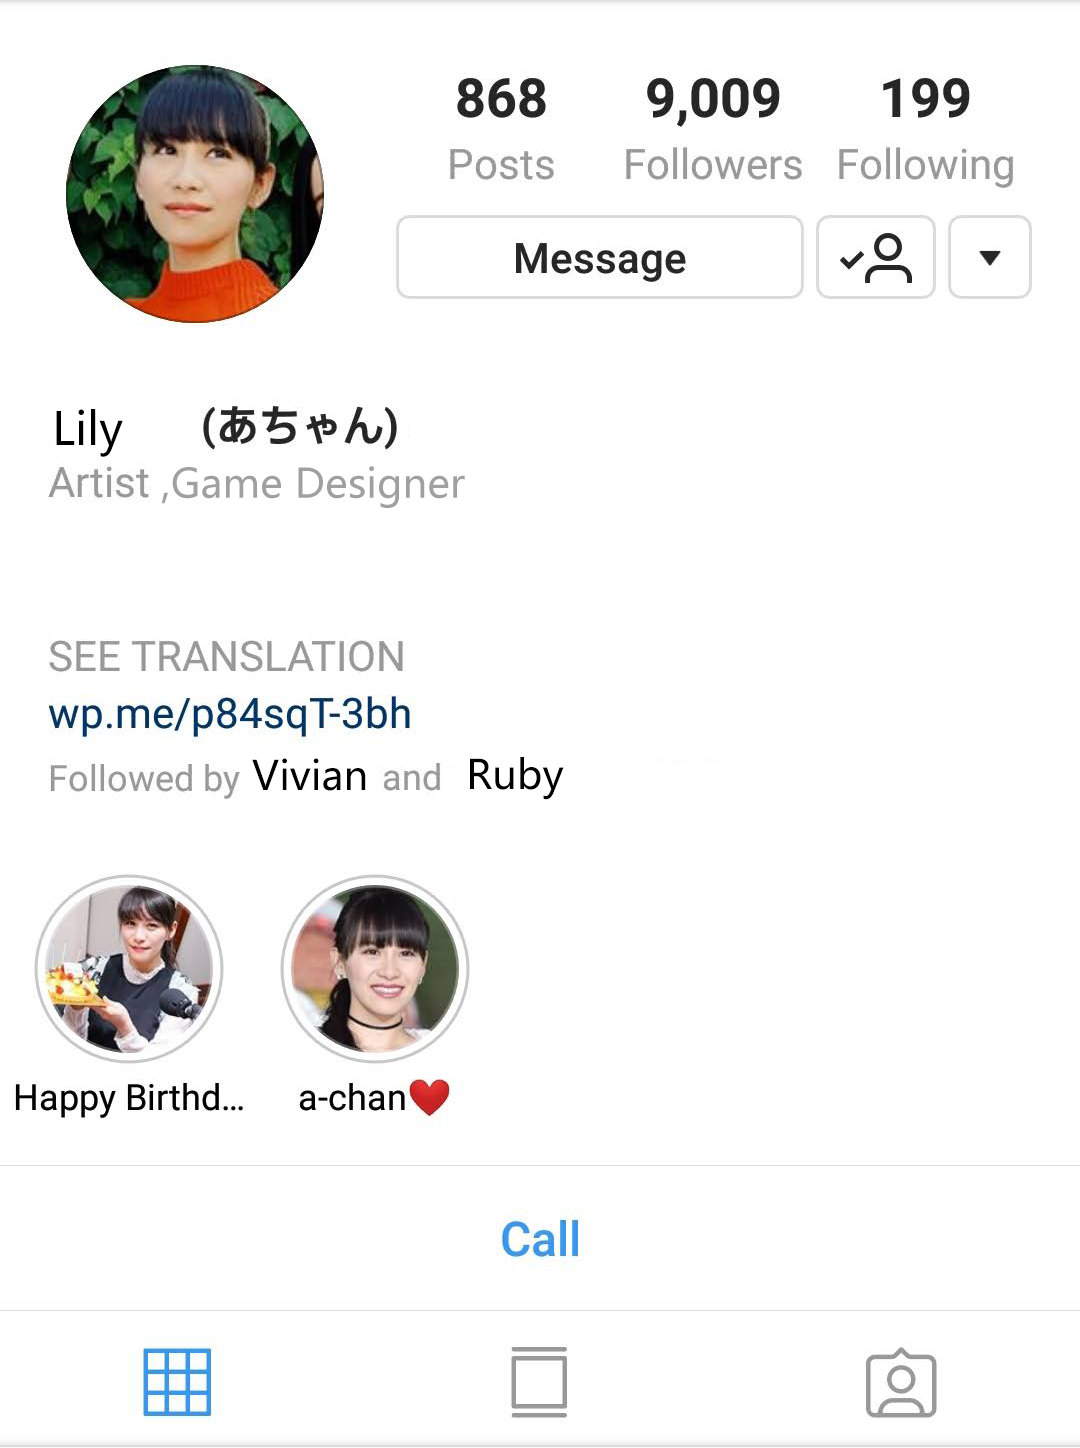 868 9,009 199
Posts Followers Following
Message
Lily (あちゃん)
Artist ,Game Designer
SEE TRANSLATION
wp.me/p84sqT-3bh
Followed by Vivian and Ruby
Happy Birthd... a-chan❤️
Call